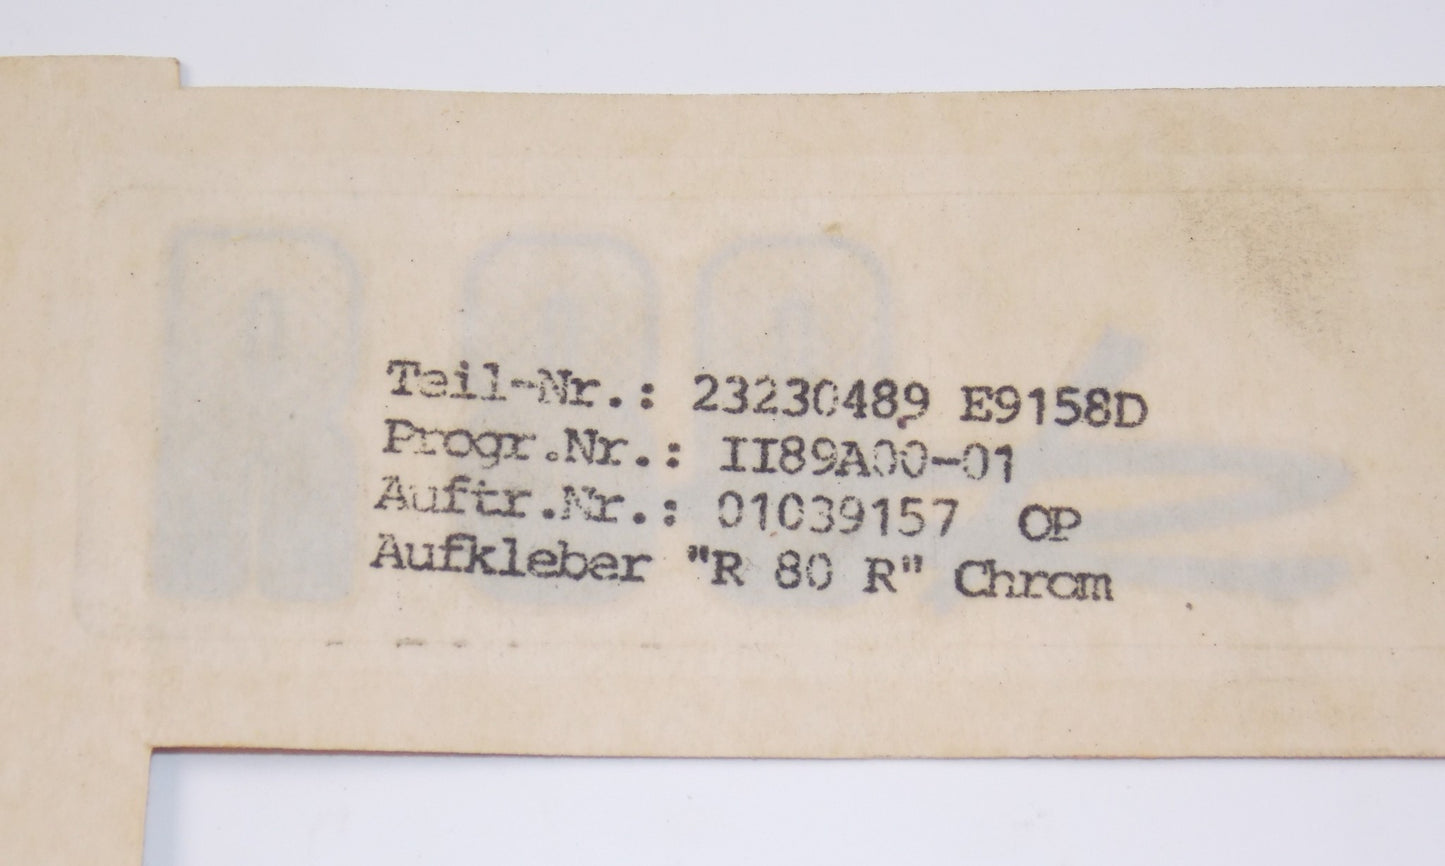 Teil-Nr.: 23230489 E9158D
Progr.Nr.: II89A00-01
Auftr.Nr.: 01039157 OP
Aufkleber "R 80 R" Chrom